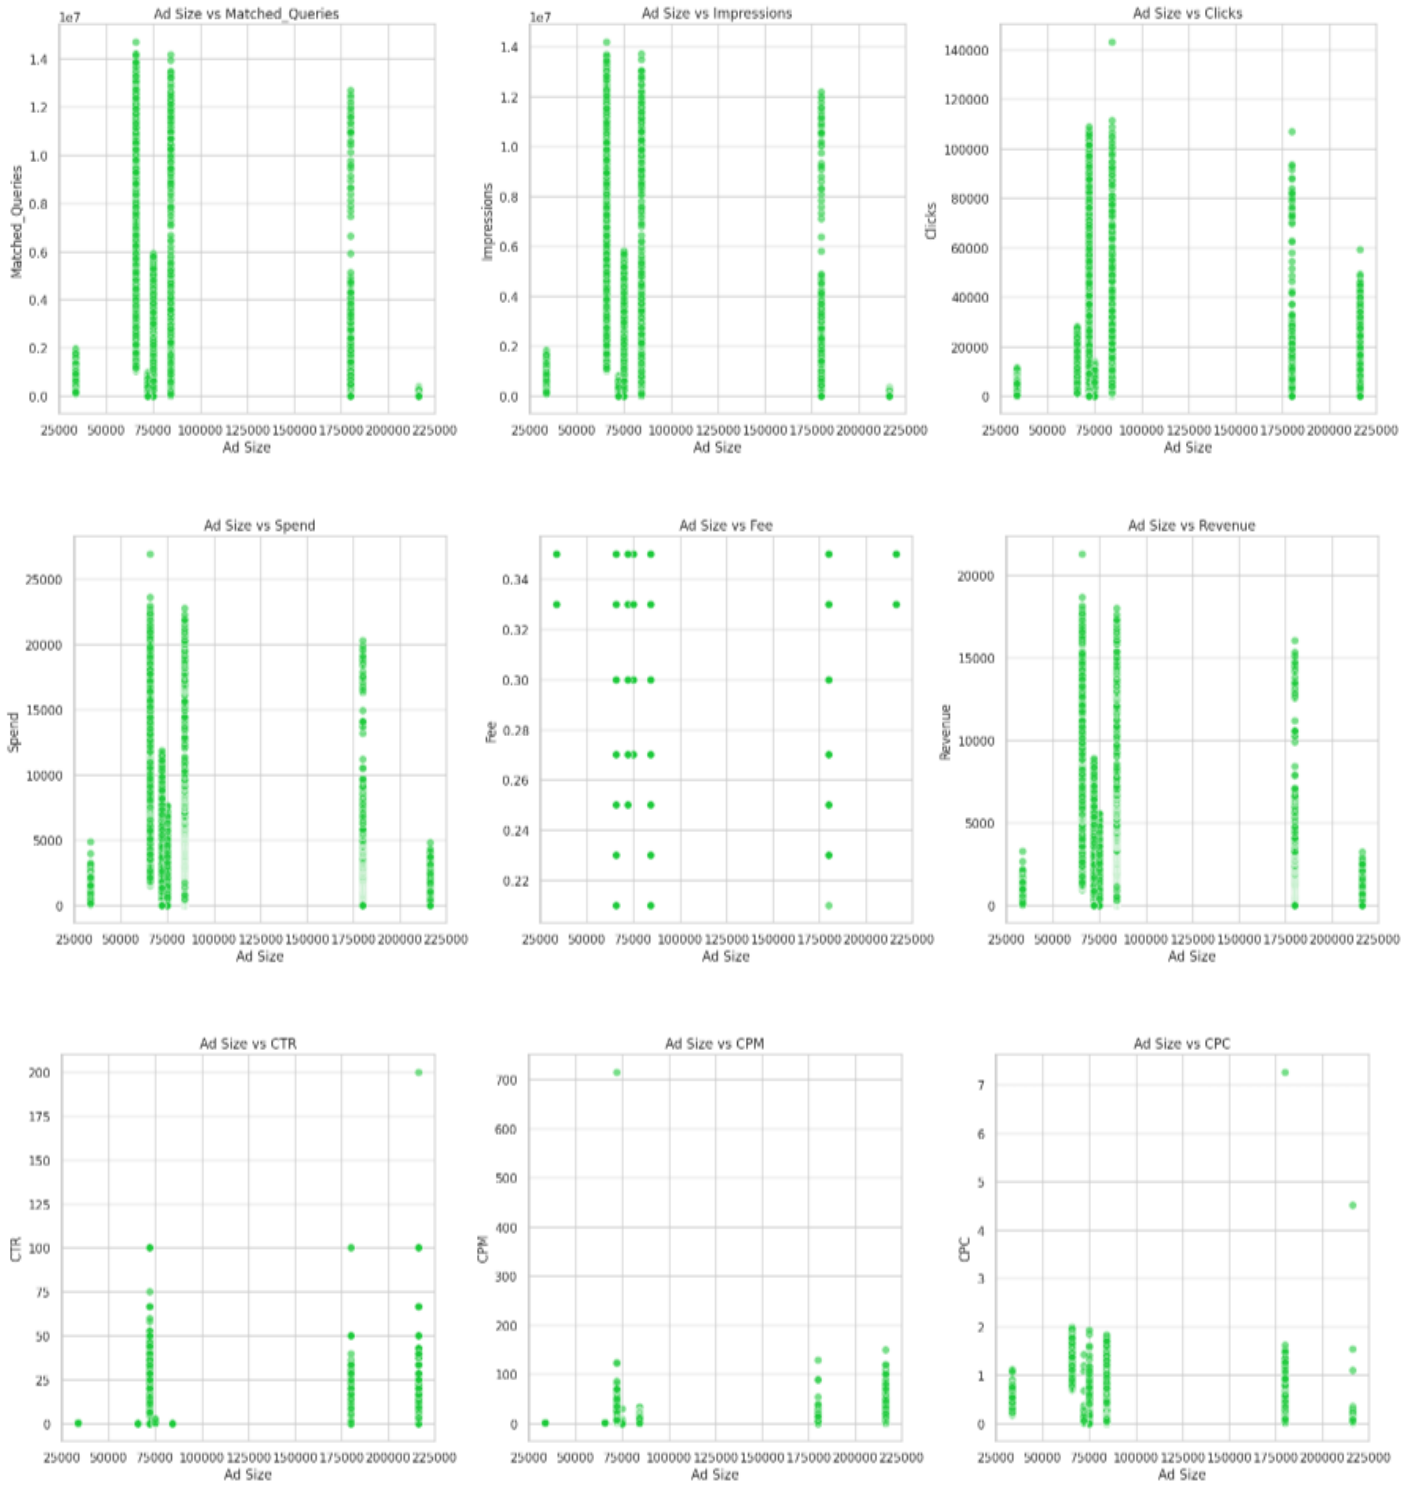 Ad Size vs Matched_Queries
1e7
1.4
1.2
1.0
0.8
0.6
0.4
0.2
0.0
Matched_Queries
25000 50000 75000 100000 125000 150000 175000 200000 225000
Ad Size
Ad Size vs Impressions
1e7
1.4
1.2
1.0
0.8
0.6
0.4
0.2
0.0
Impressions
25000 50000 75000 100000 125000 150000 175000 200000 225000
Ad Size
Ad Size vs Clicks
140000
120000
100000
80000
60000
40000
20000
0
Clicks
25000 50000 75000 100000 125000 150000 175000 200000 225000
Ad Size
Ad Size vs Spend
25000
20000
15000
10000
5000
0
Spend
25000 50000 75000 100000 125000 150000 175000 200000 225000
Ad Size
Ad Size vs Fee
0.34
0.32
0.30
0.28
0.26
0.24
0.22
Fee
25000 50000 75000 100000 125000 150000 175000 200000 225000
Ad Size
Ad Size vs Revenue
20000
15000
10000
5000
0
Revenue
25000 50000 75000 100000 125000 150000 175000 200000 225000
Ad Size
Ad Size vs CTR
200
175
150
125
100
75
50
25
0
CTR
25000 50000 75000 100000 125000 150000 175000 200000 225000
Ad Size
Ad Size vs CPM
700
600
500
400
300
200
100
0
CPM
25000 50000 75000 100000 125000 150000 175000 200000 225000
Ad Size
Ad Size vs CPC
7
6
5
4
3
2
1
0
CPC
25000 50000 75000 100000 125000 150000 175000 200000 225000
Ad Size